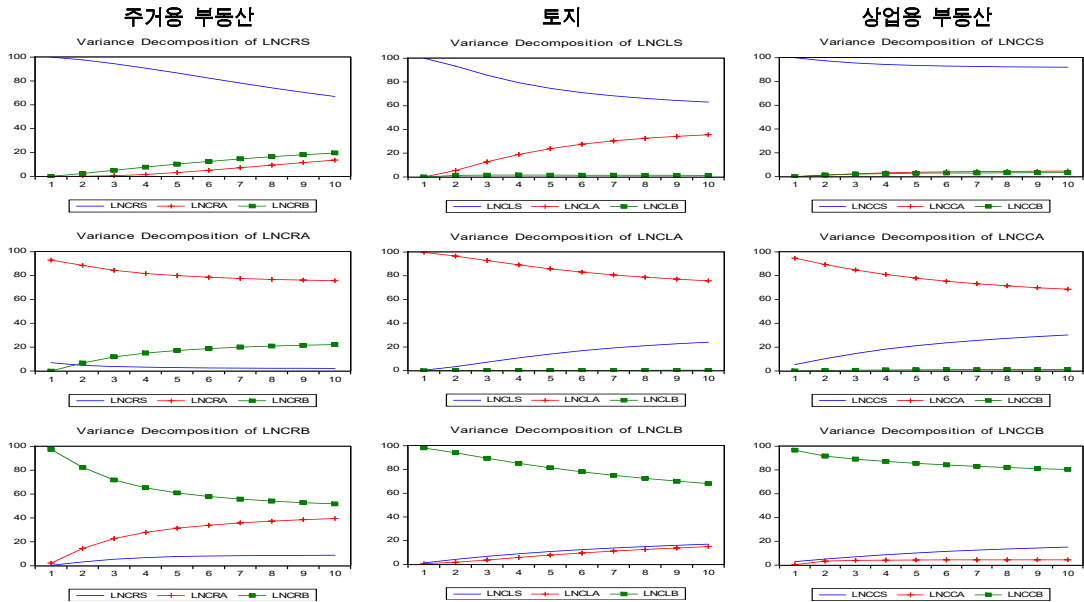 주거용 부동산
토지
상업용 부동산
Variance Decomposition of LNCRS
100
80
60
40
20
0
1 2 3 4 5 6 7 8 9 10
LNCRS LNCRA LNCRB
Variance Decomposition of LNCLS
100
80
60
40
20
0
1 2 3 4 5 6 7 8 9 10
LNCLS LNCLA LNCLB
Variance Decomposition of LNCCS
100
80
60
40
20
0
1 2 3 4 5 6 7 8 9 10
LNCCS LNCCA LNCCB
Variance Decomposition of LNCRA
100
80
60
40
20
0
1 2 3 4 5 6 7 8 9 10
LNCRS LNCRA LNCRB
Variance Decomposition of LNCLA
100
80
60
40
20
0
1 2 3 4 5 6 7 8 9 10
LNCLS LNCLA LNCLB
Variance Decomposition of LNCCA
100
80
60
40
20
0
1 2 3 4 5 6 7 8 9 10
LNCCS LNCCA LNCCB
Variance Decomposition of LNCRB
100
80
60
40
20
0
1 2 3 4 5 6 7 8 9 10
LNCRS LNCRA LNCRB
Variance Decomposition of LNCLB
100
80
60
40
20
0
1 2 3 4 5 6 7 8 9 10
LNCLS LNCLA LNCLB
Variance Decomposition of LNCCB
100
80
60
40
20
0
1 2 3 4 5 6 7 8 9 10
LNCCS LNCCA LNCCB